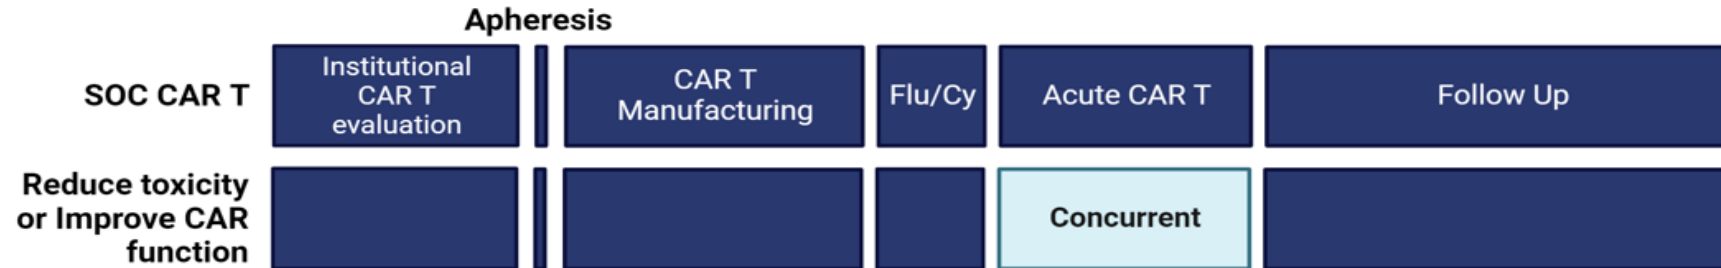 Apheresis
SOC CAR T
Institutional
CAR T
evaluation
CAR T
Manufacturing
Flu/Cy
Acute CAR T
Follow Up
Reduce toxicity
or Improve CAR
function
Concurrent